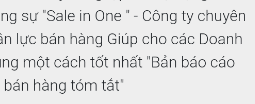 ng sự "Sale in One " - Công ty chuyên
ân lực bán hàng Giúp cho các Doanh
ng một cách tốt nhất "Bản báo cáo
bán hàng tóm tắt"